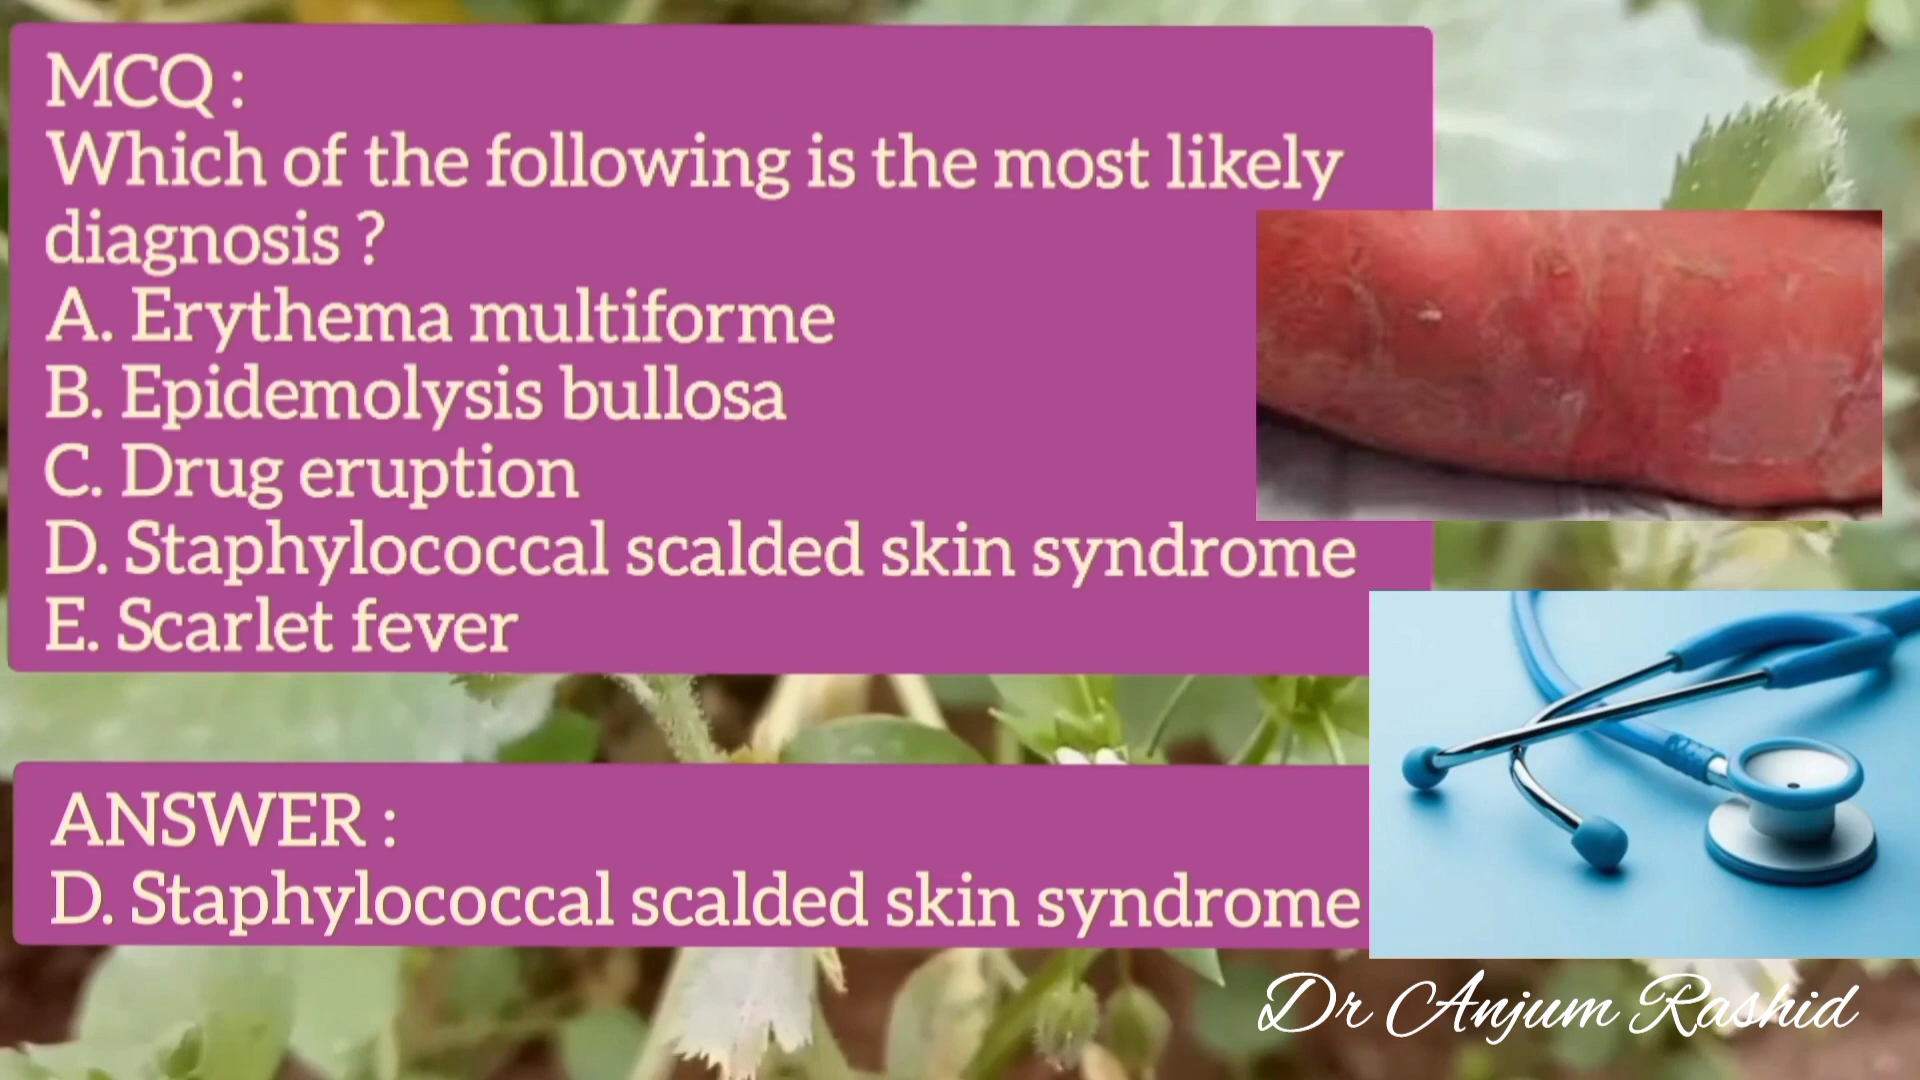 MCQ :
Which of the following is the most likely
diagnosis ?
A. Erythema multiforme
B. Epidemolysis bullosa
C. Drug eruption
D. Staphylococcal scalded skin syndrome
E. Scarlet fever
ANSWER :
D. Staphylococcal scalded skin syndrome
Dr Anjum Rashid